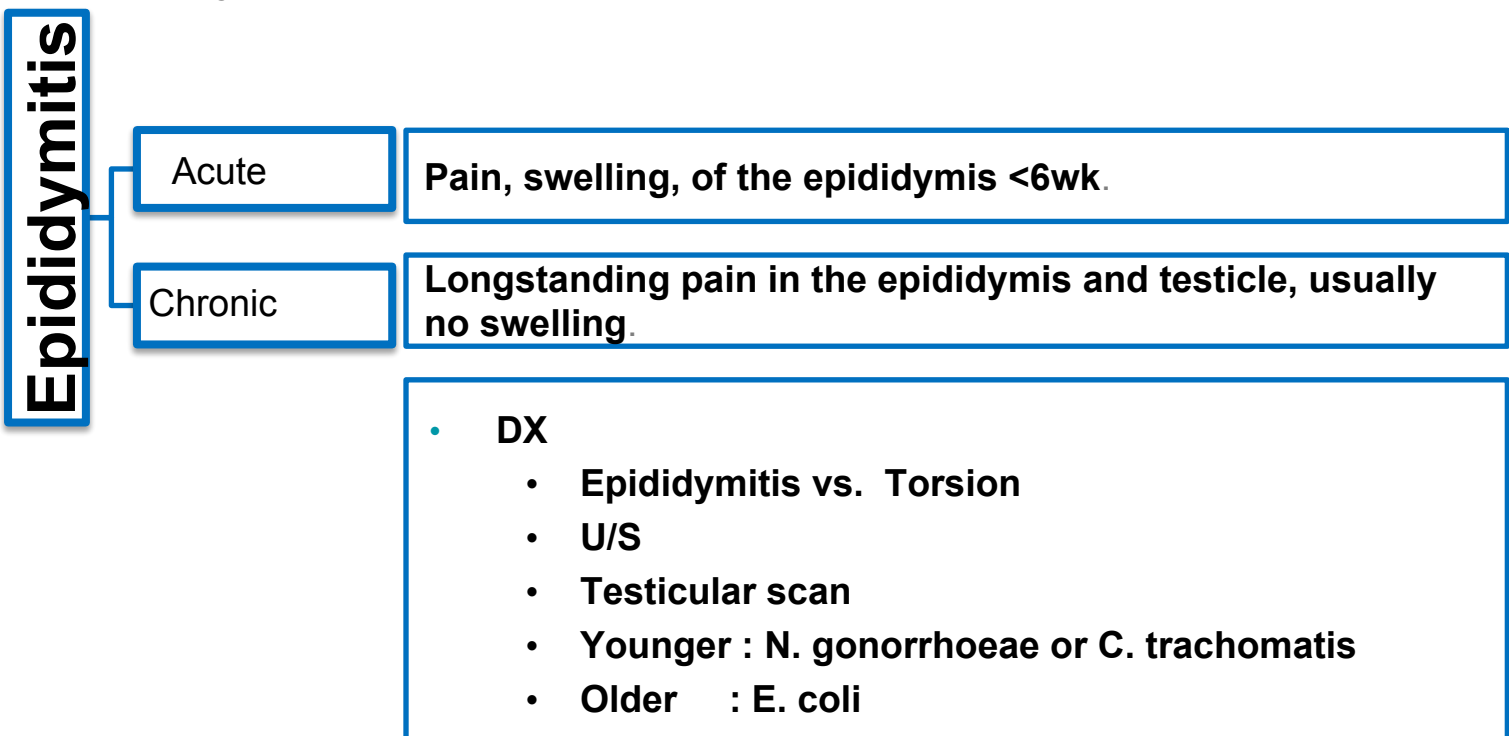 Epididymitis
Acute
Pain, swelling, of the epididymis <6wk.
Chronic
Longstanding pain in the epididymis and testicle, usually
no swelling.
• DX
• Epididymitis vs. Torsion
• U/S
• Testicular scan
• Younger : N. gonorrhoeae or C. trachomatis
• Older : E. coli